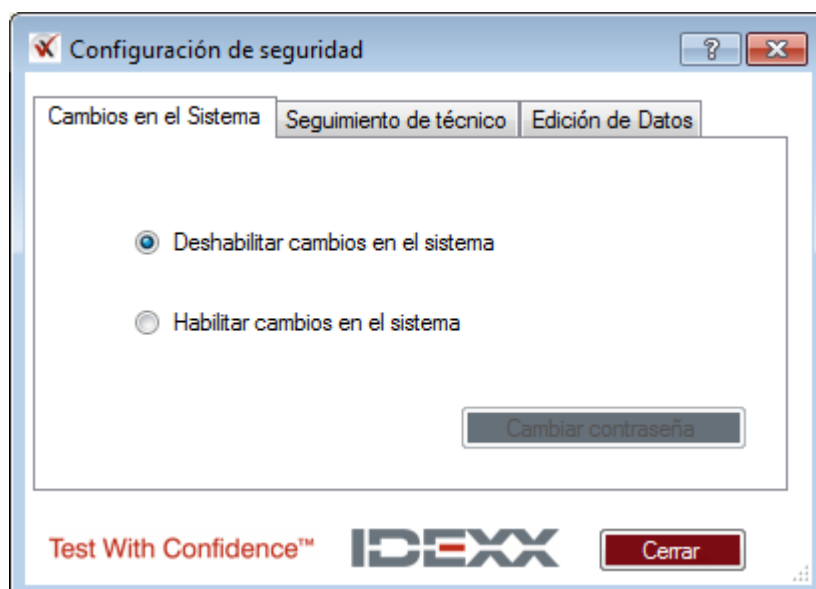 Configuración de seguridad
Cambios en el Sistema Seguimiento de técnico Edición de Datos
Deshabilitar cambios en el sistema
Habilitar cambios en el sistema
Cambiar contraseña
Test With Confidence™ IDEXX Cerrar